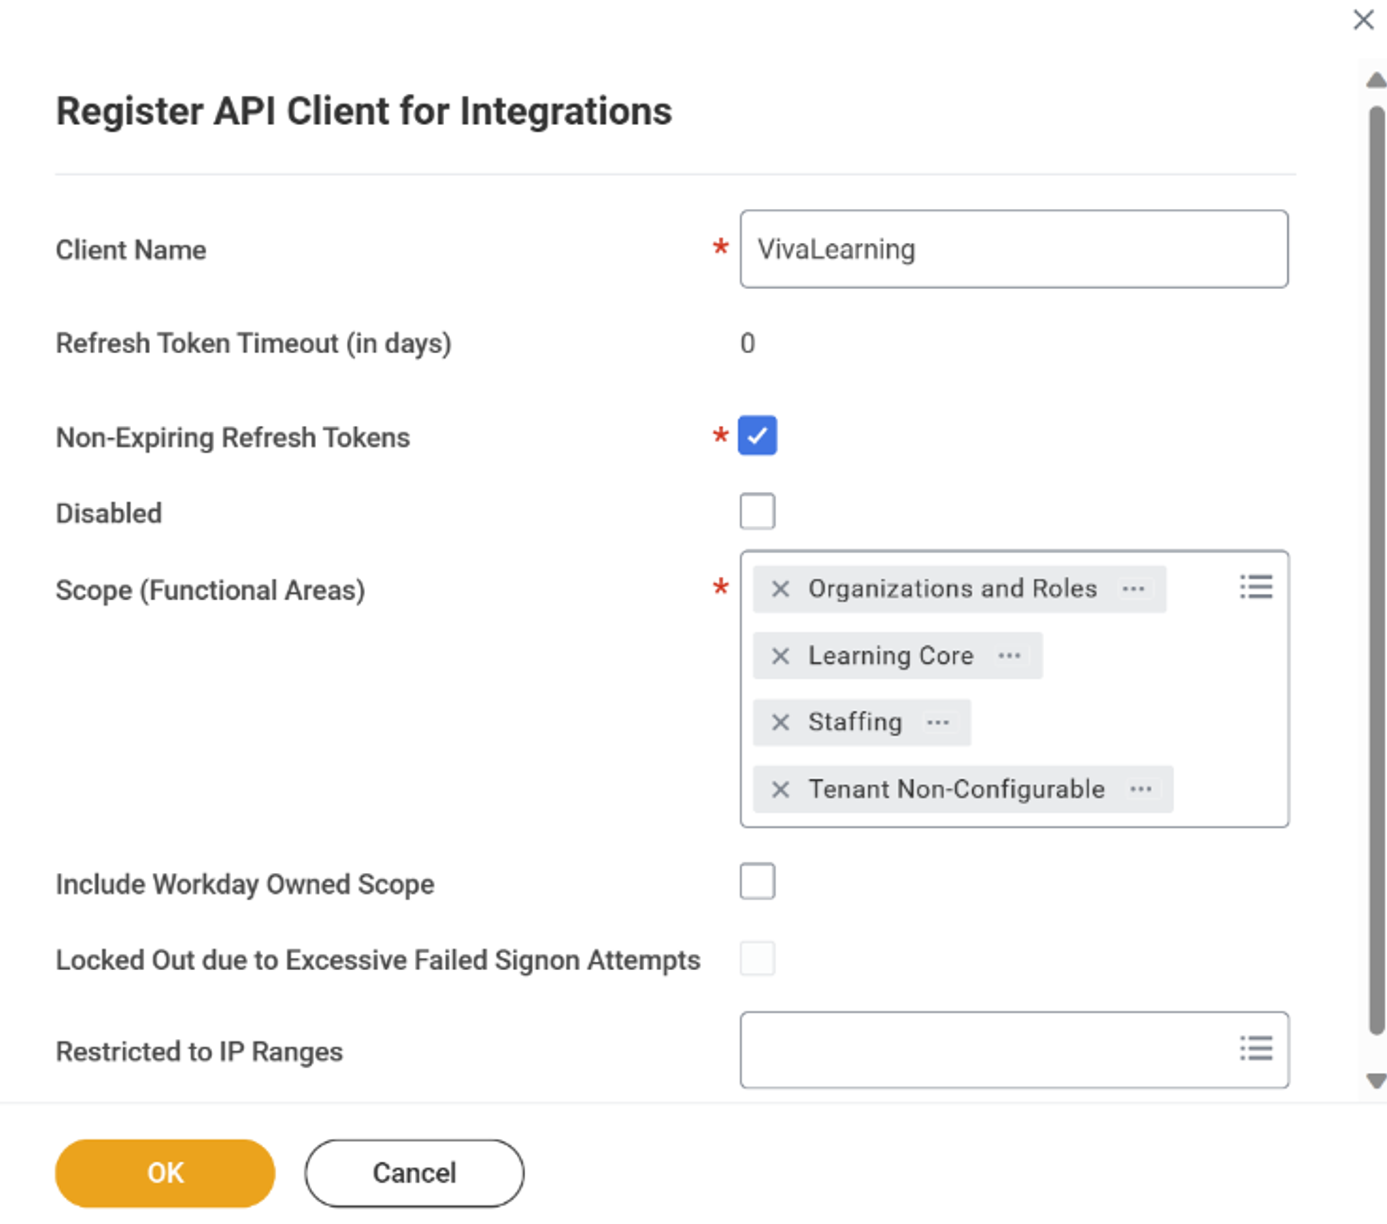 Register API Client for Integrations
Client Name * VivaLearning
Refresh Token Timeout (in days) 0
Non-Expiring Refresh Tokens *
Disabled
Scope (Functional Areas) * Organizations and Roles
Learning Core
Staffing
Tenant Non-Configurable
Include Workday Owned Scope
Locked Out due to Excessive Failed Signon Attempts
Restricted to IP Ranges
OK Cancel